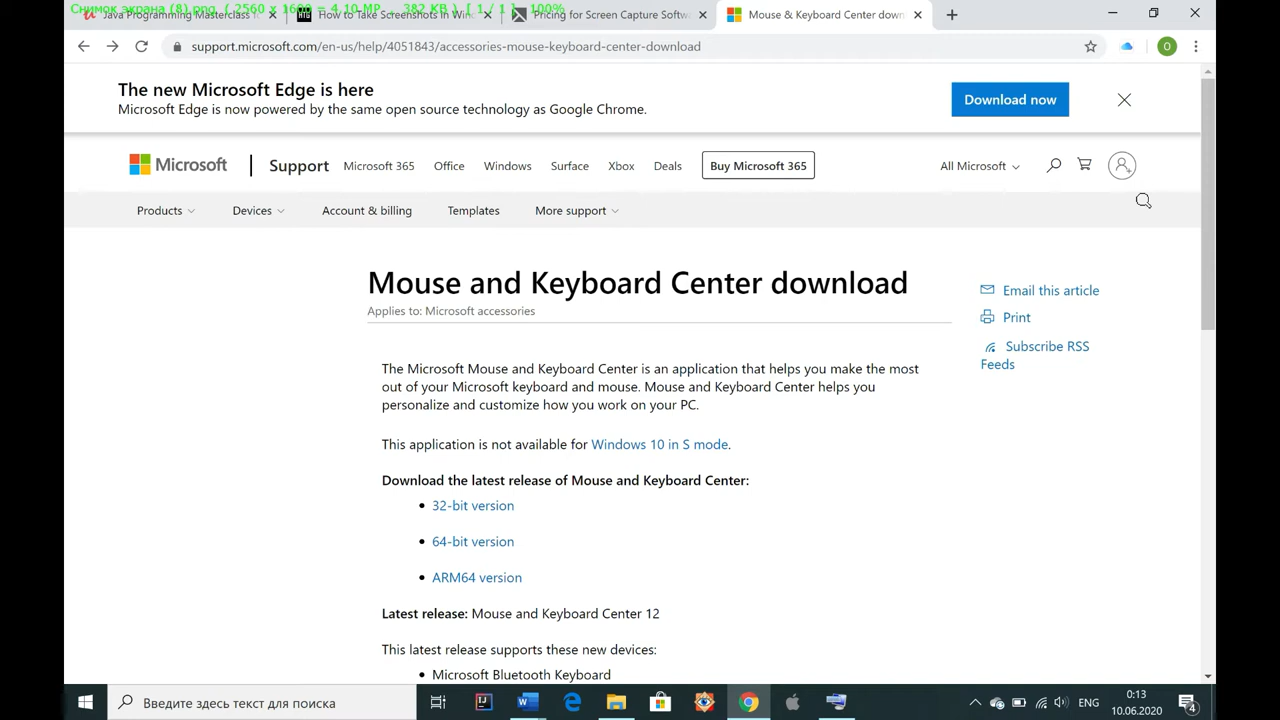 Снимок экрана (8).png ( 2560 x 1600 = 4.10 MP 382 KB ) [ 1 / 1 ] 100%
Java Programming Masterclass f
How to Take Screenshots in Win
Pricing for Screen Capture Softw
Mouse & Keyboard Center down
support.microsoft.com/en-us/help/4051843/accessories-mouse-keyboard-center-download
O
The new Microsoft Edge is here
Microsoft Edge is now powered by the same open source technology as Google Chrome.
Download now
Microsoft Support Microsoft 365 Office Windows Surface Xbox Deals Buy Microsoft 365 All Microsoft
Products Devices Account & billing Templates More support
Mouse and Keyboard Center download
Applies to: Microsoft accessories
Email this article
Print
Subscribe RSS
Feeds
The Microsoft Mouse and Keyboard Center is an application that helps you make the most
out of your Microsoft keyboard and mouse. Mouse and Keyboard Center helps you
personalize and customize how you work on your PC.
This application is not available for Windows 10 in S mode.
Download the latest release of Mouse and Keyboard Center:
• 32-bit version
• 64-bit version
• ARM64 version
Latest release: Mouse and Keyboard Center 12
This latest release supports these new devices:
• Microsoft Bluetooth Keyboard
Введите здесь текст для поиска
ENG
0:13
10.06.2020
4